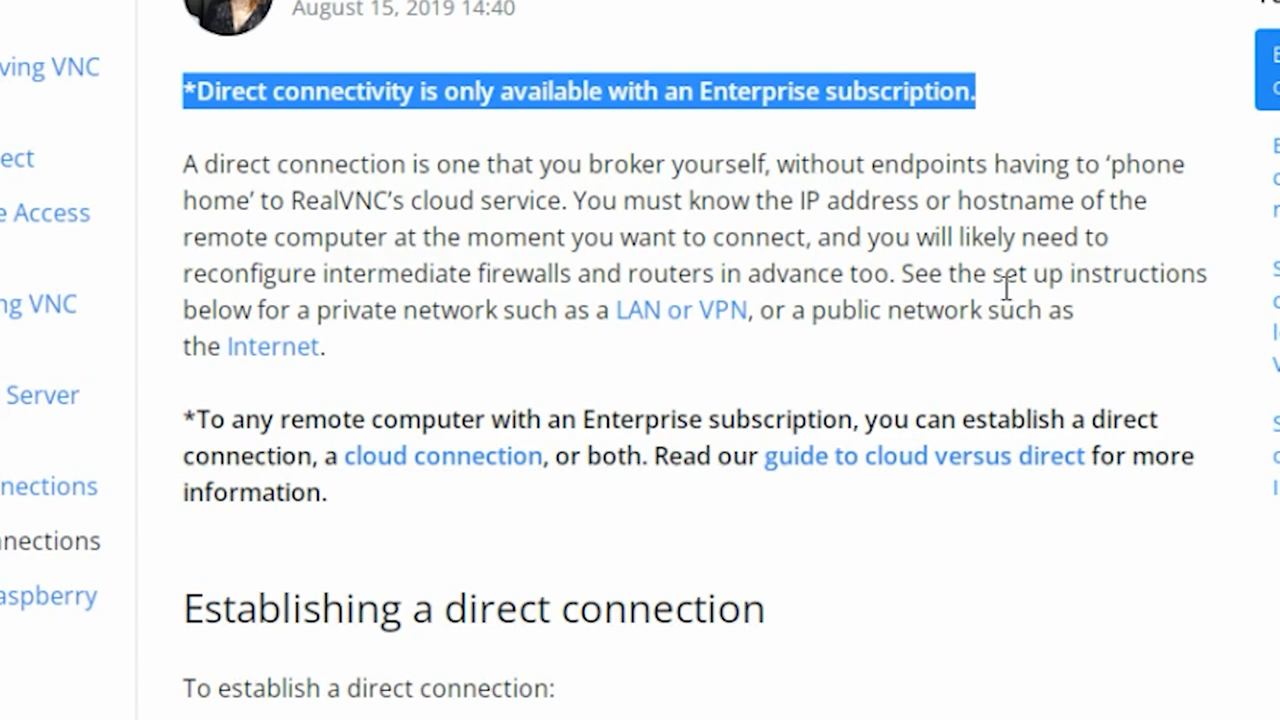 August 15, 2019 14:40
ving VNC
*Direct connectivity is only available with an Enterprise subscription.
ect
A direct connection is one that you broker yourself, without endpoints having to ‘phone
home’ to RealVNC’s cloud service. You must know the IP address or hostname of the
e Access
remote computer at the moment you want to connect, and you will likely need to
reconfigure intermediate firewalls and routers in advance too. See the set up instructions
ng VNC
below for a private network such as a LAN or VPN, or a public network such as
the Internet.
Server
*To any remote computer with an Enterprise subscription, you can establish a direct
connection, a cloud connection, or both. Read our guide to cloud versus direct for more
information.
nections
nnections
aspberry
Establishing a direct connection
To establish a direct connection: